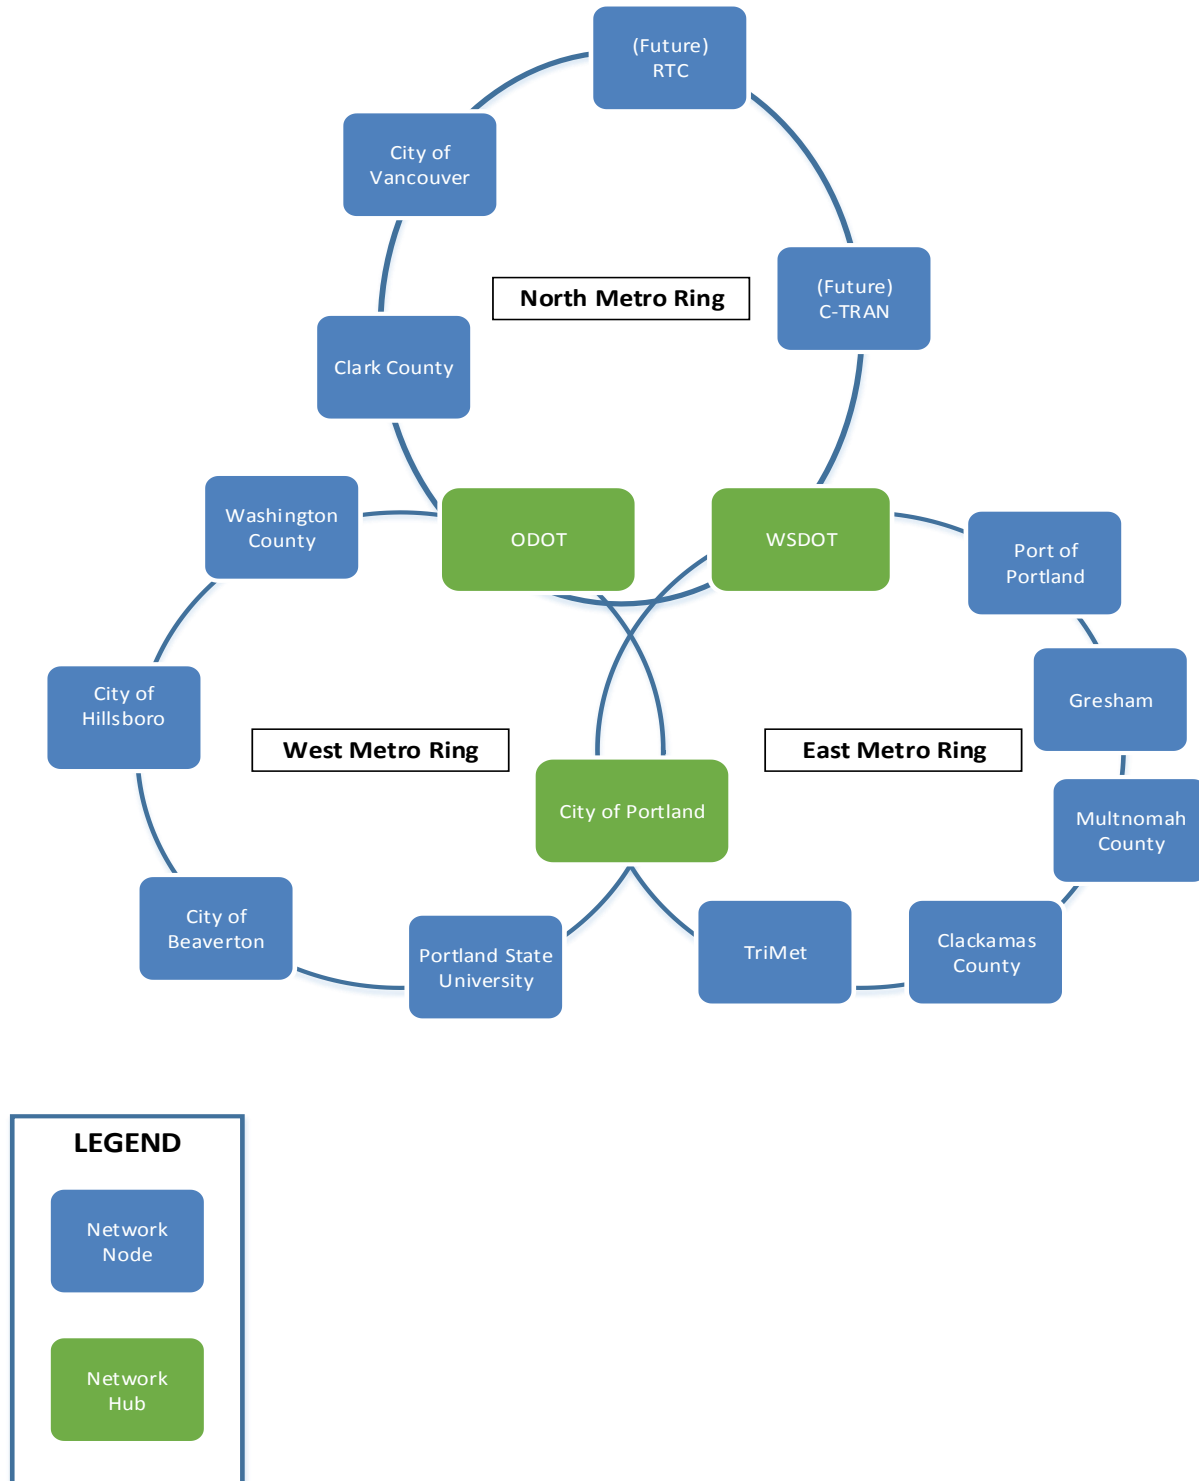 (Future)
RTC
City of
Vancouver
(Future)
C-TRAN
North Metro Ring
Clark County
Washington
County
ODOT
WSDOT
Port of
Portland
City of
Hillsboro
Gresham
West Metro Ring
East Metro Ring
City of Portland
Multnomah
County
City of
Beaverton
Portland State
University
TriMet
Clackamas
County
LEGEND
Network
Node
Network
Hub